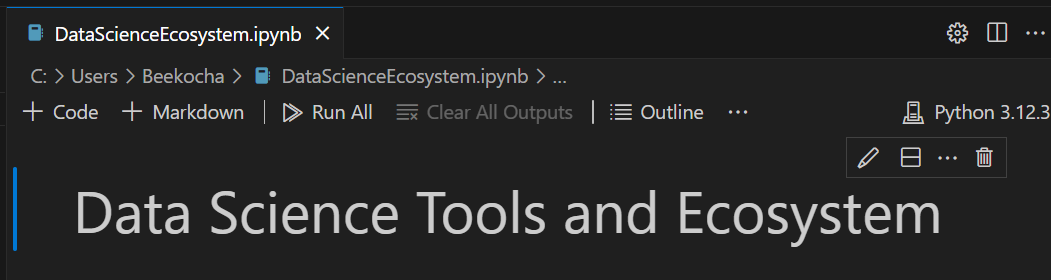 DataScienceEcosystem.ipynb
C: > Users > Beekocha > DataScienceEcosystem.ipynb > ...
+ Code + Markdown | Run All Clear All Outputs | Outline ... Python 3.12.3
Data Science Tools and Ecosystem